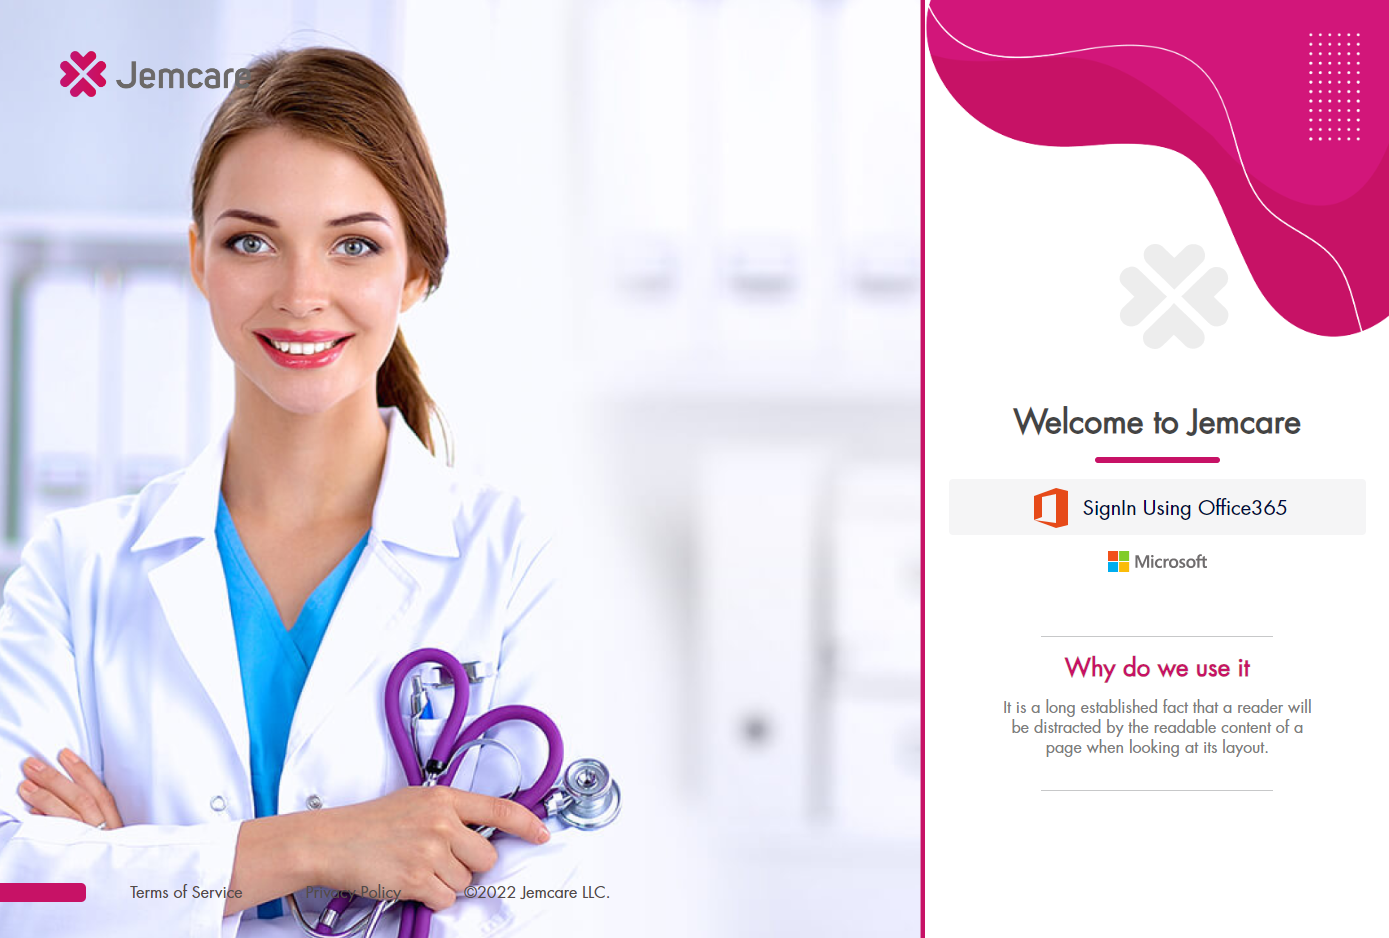 Jemcare
Welcome to Jemcare
SignIn Using Office365
Microsoft
Why do we use it
It is a long established fact that a reader will
be distracted by the readable content of a
page when looking at its layout.
Terms of Service
Privacy Policy
©2022 Jemcare LLC.